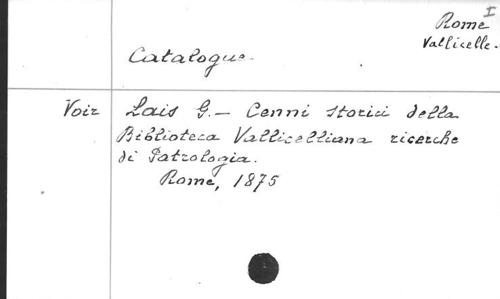 I
Rome
Vallicelle.
Catalogue.
Voir Lais G. — Cenni storici della
Biblioteca Vallicelliana ricerche
di Patrologia.
Rome, 1875